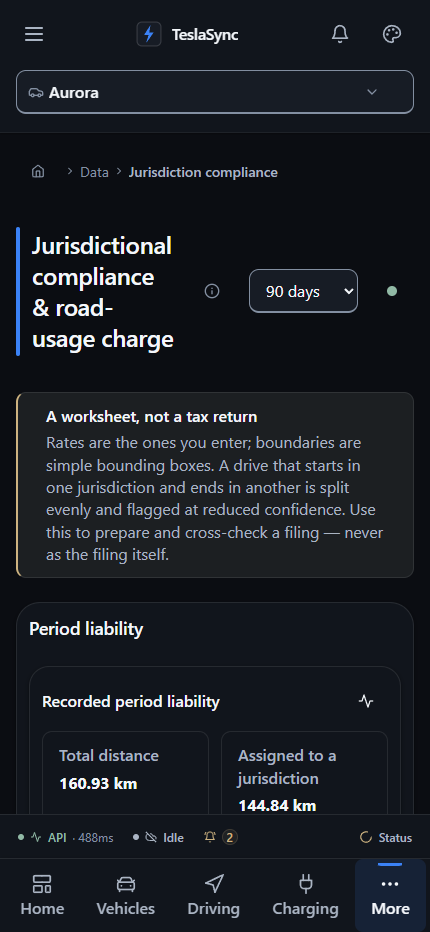 TeslaSync
Aurora
Data > Jurisdiction compliance
Jurisdictional
compliance
& road-
usage charge
90 days
A worksheet, not a tax return
Rates are the ones you enter; boundaries are
simple bounding boxes. A drive that starts in
one jurisdiction and ends in another is split
evenly and flagged at reduced confidence. Use
this to prepare and cross-check a filing — never
as the filing itself.
Period liability
Recorded period liability
Total distance
160.93 km
Assigned to a
jurisdiction
144.84 km
API · 488ms
Idle
2
Status
Home
Vehicles
Driving
Charging
More